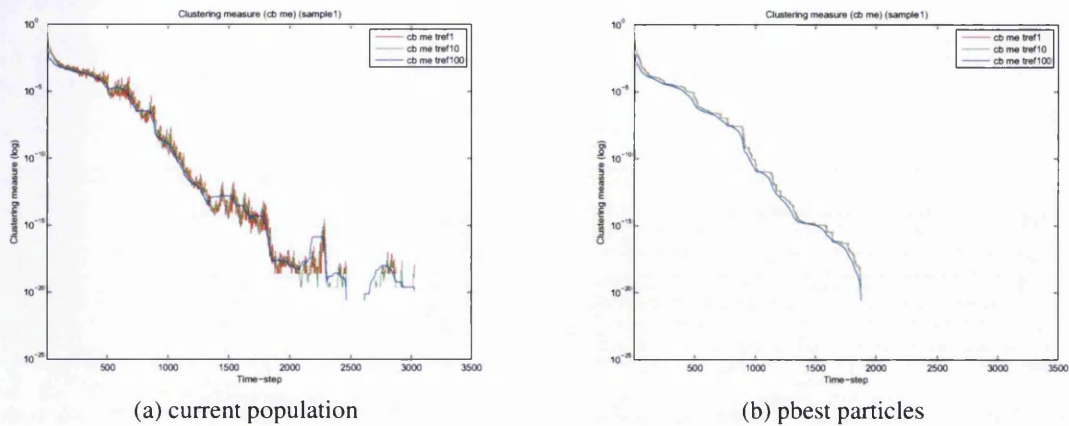 Clustering measure (cb me) (sample1)
cb me tref1
cb me tref10
cb me tref100
Clustering measure (log)
10^0
10^-5
10^-10
10^-15
10^-20
10^-25
500
1000
1500
2000
2500
3000
3500
Time-step
(a) current population
Clustering measure (cb me) (sample1)
cb me tref1
cb me tref10
cb me tref100
Clustering measure (log)
10^0
10^-5
10^-10
10^-15
10^-20
10^-25
500
1000
1500
2000
2500
3000
3500
Time-step
(b) pbest particles